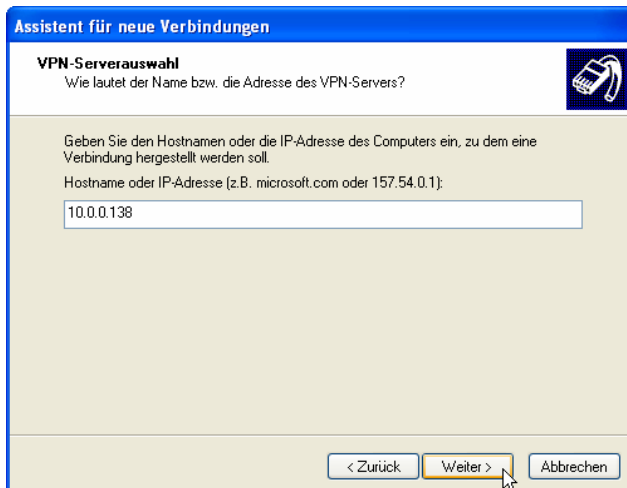 Assistent für neue Verbindungen
VPN-Serverauswahl
Wie lautet der Name bzw. die Adresse des VPN-Servers?
Geben Sie den Hostnamen oder die IP-Adresse des Computers ein, zu dem eine
Verbindung hergestellt werden soll.
Hostname oder IP-Adresse (z.B. microsoft.com oder 157.54.0.1):
10.0.0.138
< Zurück Weiter > Abbrechen